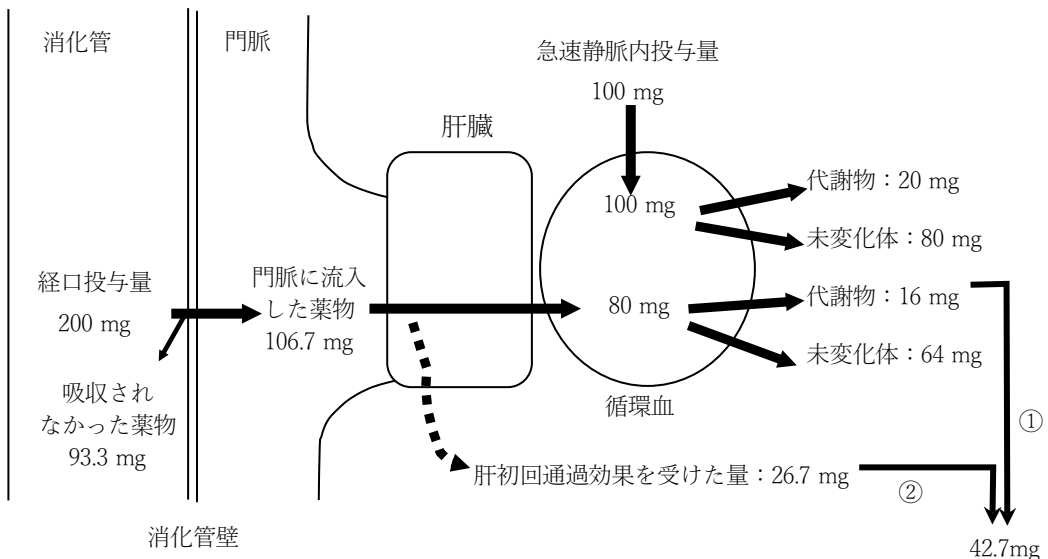 消化管
門脈
急速静脈内投与量
100 mg
肝臓
100 mg
代謝物：20 mg
未変化体：80 mg
経口投与量
200 mg
門脈に流入
した薬物
106.7 mg
80 mg
代謝物：16 mg
未変化体：64 mg
吸収され
なかった薬物
93.3 mg
循環血
①
肝初回通過効果を受けた量：26.7 mg
②
消化管壁
42.7mg